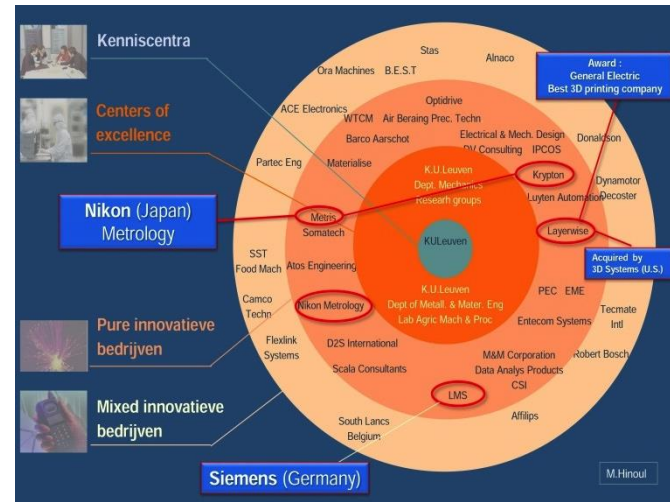 Kenniscentra
Centers of
excellence
Nikon (Japan)
Metrology
Pure innovatieve
bedrijven
Mixed innovatieve
bedrijven
Siemens (Germany)
Award :
General Electric
Best 3D printing company
Acquired by
3D Systems (U.S.)
M.Hinoul
Stas
Alnaco
Ora Machines
B.E.S.T
ACE Electronics
Optidrive
WTCM
Air Beraing Prec. Techn
Barco Aarschot
Electrical & Mech. Design
DV Consulting
IPCOS
Donaldson
Partec Eng
Materialise
K.U.Leuven
Dept. Mechanics
Researh groups
Krypton
Dynamotor
Decoster
Luyten Automation
Metris
Somatech
KULeuven
Layerwise
SST
Food Mach
Atos Engineering
K.U.Leuven
Dept of Metall. & Mater. Eng
Lab Agric Mach & Proc
PEC
EME
Camco
Techn
Nikon Metrology
Entecom Systems
Tecmate
Intl
Flexlink
Systems
D2S International
Scala Consultants
M&M Corporation
Data Analys Products
CSI
Robert Bosch
LMS
South Lancs
Belgium
Affilips